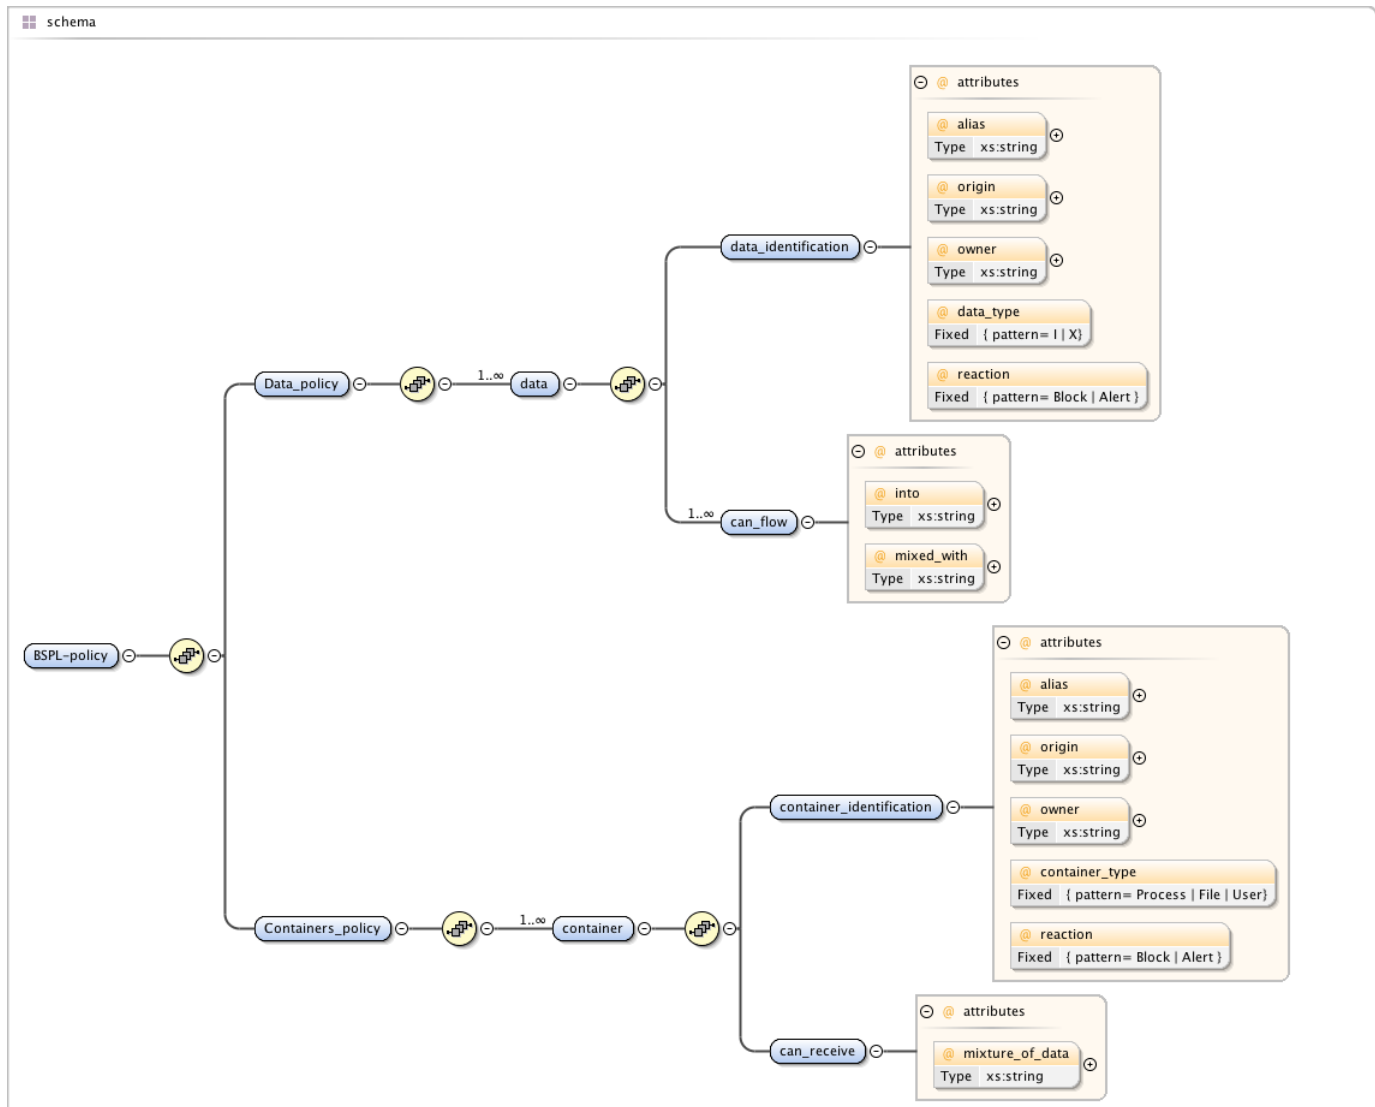 schema
@ attributes
@ alias
Type xs:string
@ origin
Type xs:string
@ owner
Type xs:string
@ data_type
Fixed { pattern= I | X}
@ reaction
Fixed { pattern= Block | Alert }
data_identification
Data_policy
1..∞
data
@ attributes
@ into
Type xs:string
@ mixed_with
Type xs:string
1..∞
can_flow
BSPL-policy
@ attributes
@ alias
Type xs:string
@ origin
Type xs:string
@ owner
Type xs:string
@ container_type
Fixed { pattern= Process | File | User}
@ reaction
Fixed { pattern= Block | Alert }
container_identification
Containers_policy
1..∞
container
@ attributes
@ mixture_of_data
Type xs:string
can_receive